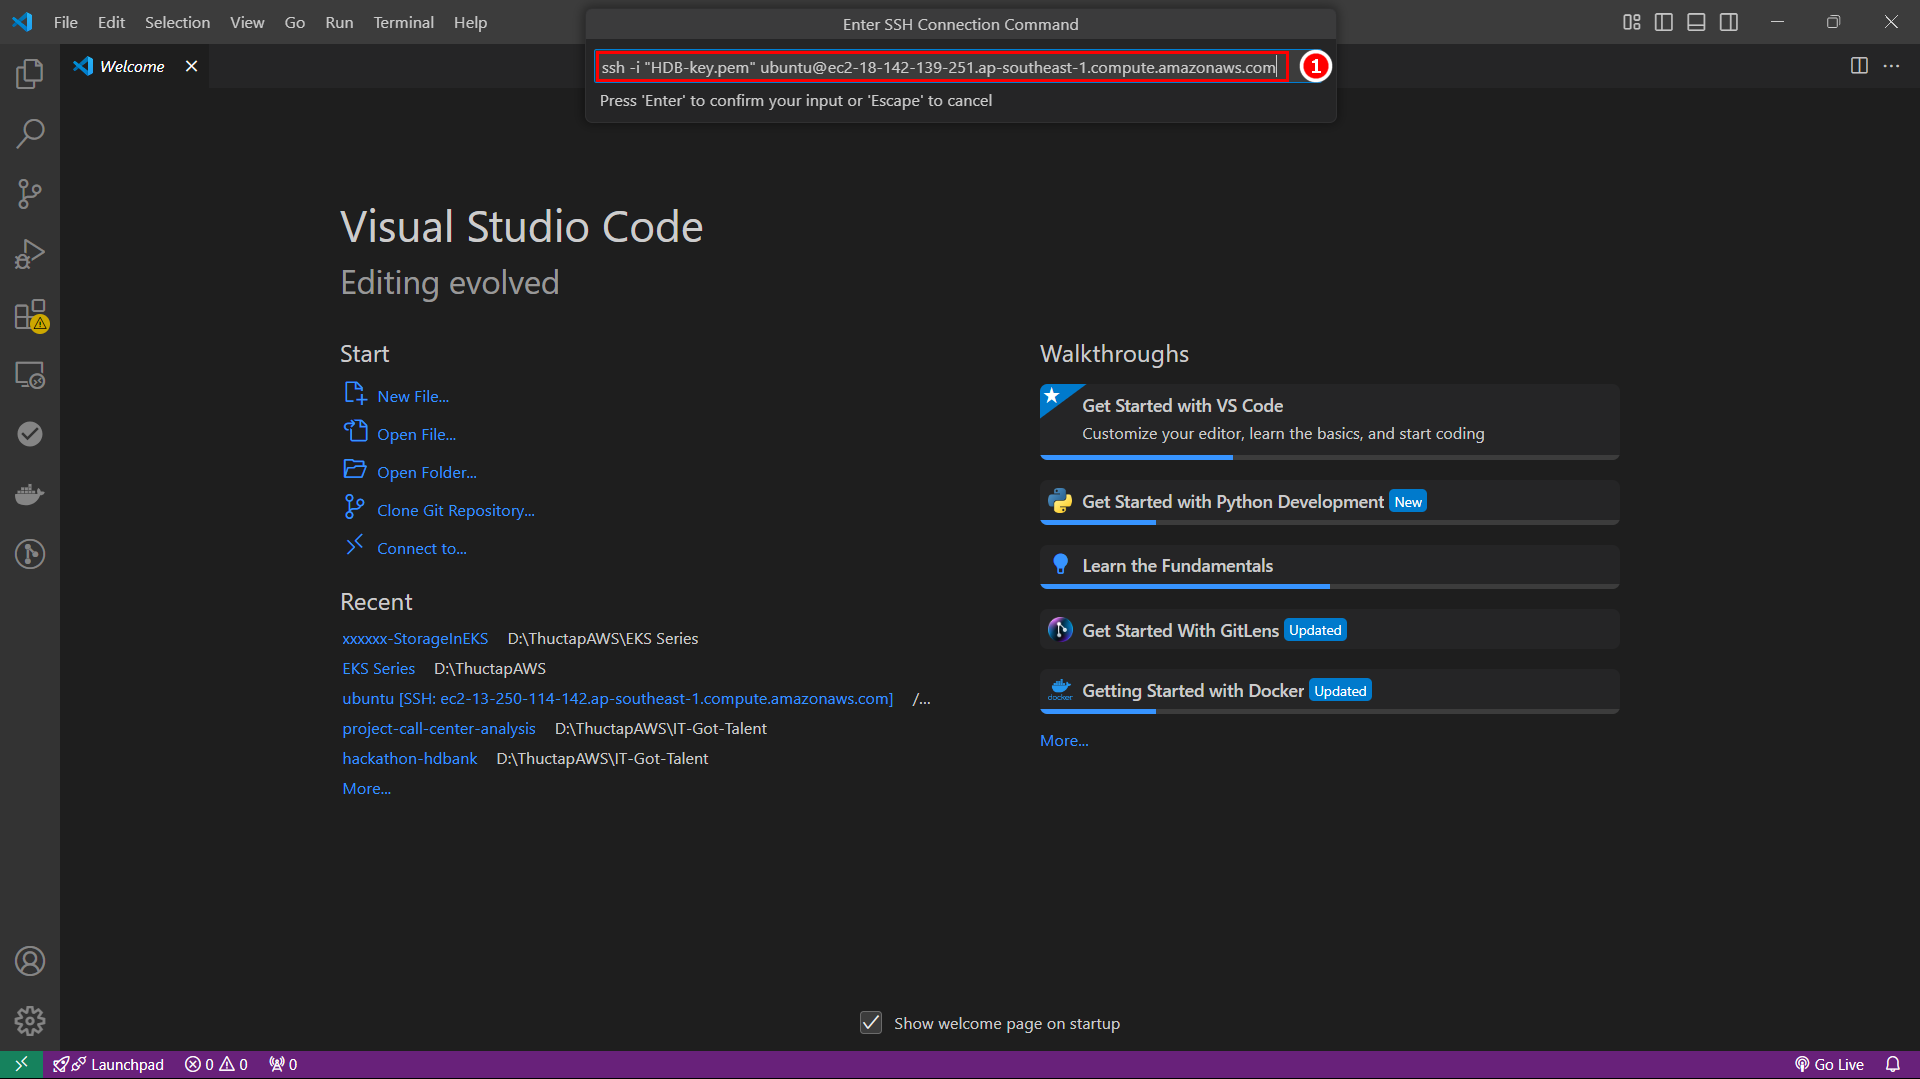 File Edit Selection View Go Run Terminal Help
Enter SSH Connection Command
Welcome
ssh -i "HDB-key.pem" ubuntu@ec2-18-142-139-251.ap-southeast-1.compute.amazonaws.com
1
Press 'Enter' to confirm your input or 'Escape' to cancel
Visual Studio Code
Editing evolved
Start
New File...
Open File...
Open Folder...
Clone Git Repository...
Connect to...
Recent
xxxxxx-StorageInEKS D:\ThuctapAWS\EKS Series
EKS Series D:\ThuctapAWS
ubuntu [SSH: ec2-13-250-114-142.ap-southeast-1.compute.amazonaws.com] /...
project-call-center-analysis D:\ThuctapAWS\IT-Got-Talent
hackathon-hdbank D:\ThuctapAWS\IT-Got-Talent
More...
Walkthroughs
Get Started with VS Code
Customize your editor, learn the basics, and start coding
Get Started with Python Development New
Learn the Fundamentals
Get Started With GitLens Updated
docker
Getting Started with Docker Updated
More...
Show welcome page on startup
Launchpad 0 0 0
Go Live